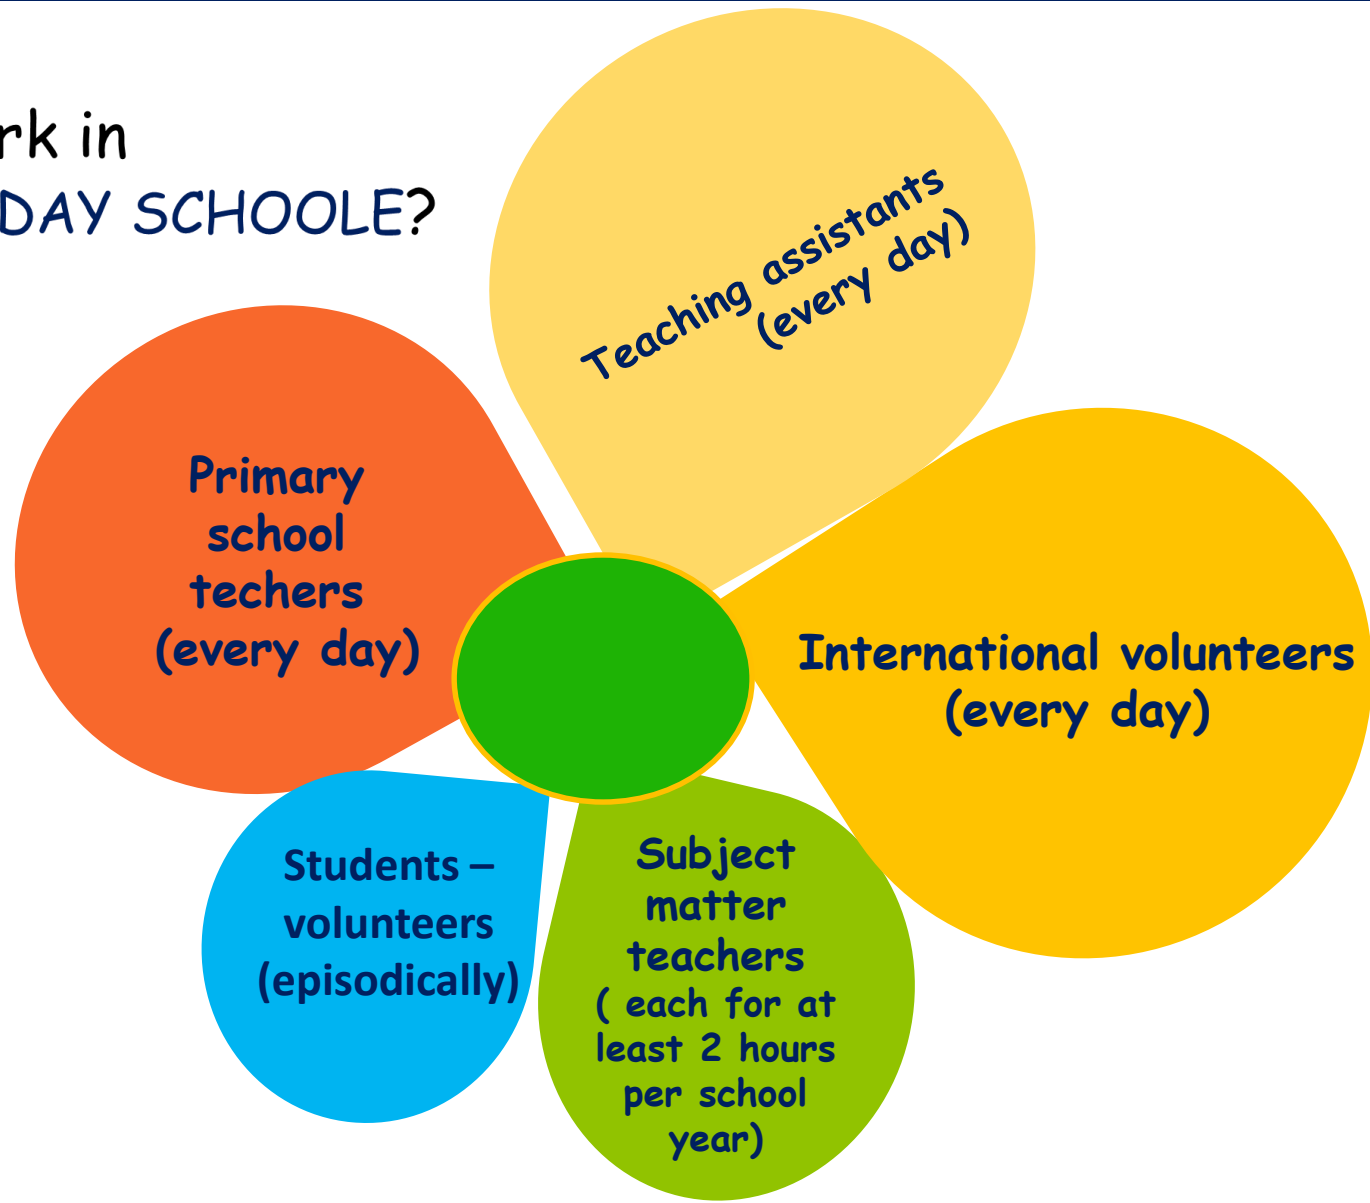 rk in
DAY SCHOOLE?
Teaching assistants
(every day)
Primary
school
techers
(every day)
International volunteers
(every day)
Students –
volunteers
(episodically)
Subject
matter
teachers
( each for at
least 2 hours
per school
year)